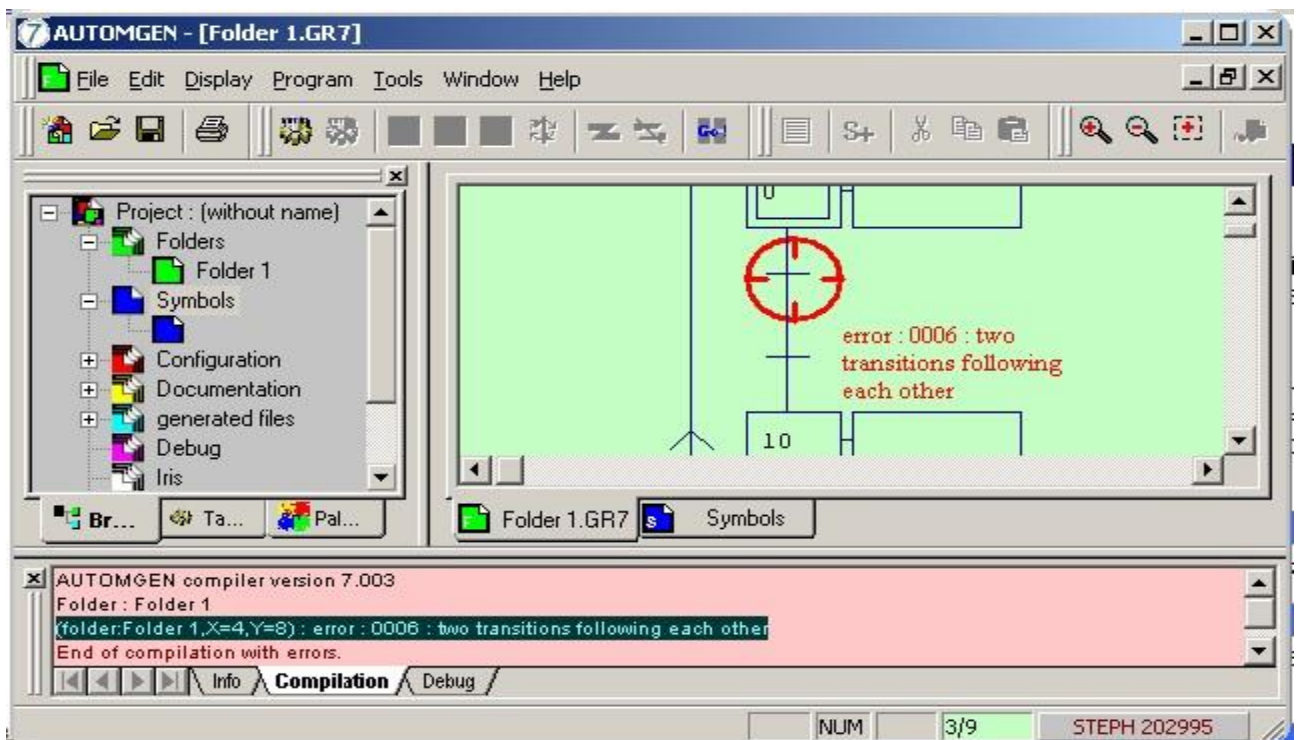 AUTOMGEN - [Folder 1.GR7]
File Edit Display Program Tools Window Help
Go!
S+
Project : (without name)
Folders
Folder 1
Symbols
Configuration
Documentation
generated files
Debug
Iris
Br... Ta... Pal...
0
error : 0006 : two
transitions following
each other
10
Folder 1.GR7 Symbols
AUTOMGEN compiler version 7.003
Folder : Folder 1
(folder:Folder 1,X=4,Y=8) : error : 0006 : two transitions following each other
End of compilation with errors.
Info Compilation Debug
NUM 3/9 STEPH 202995